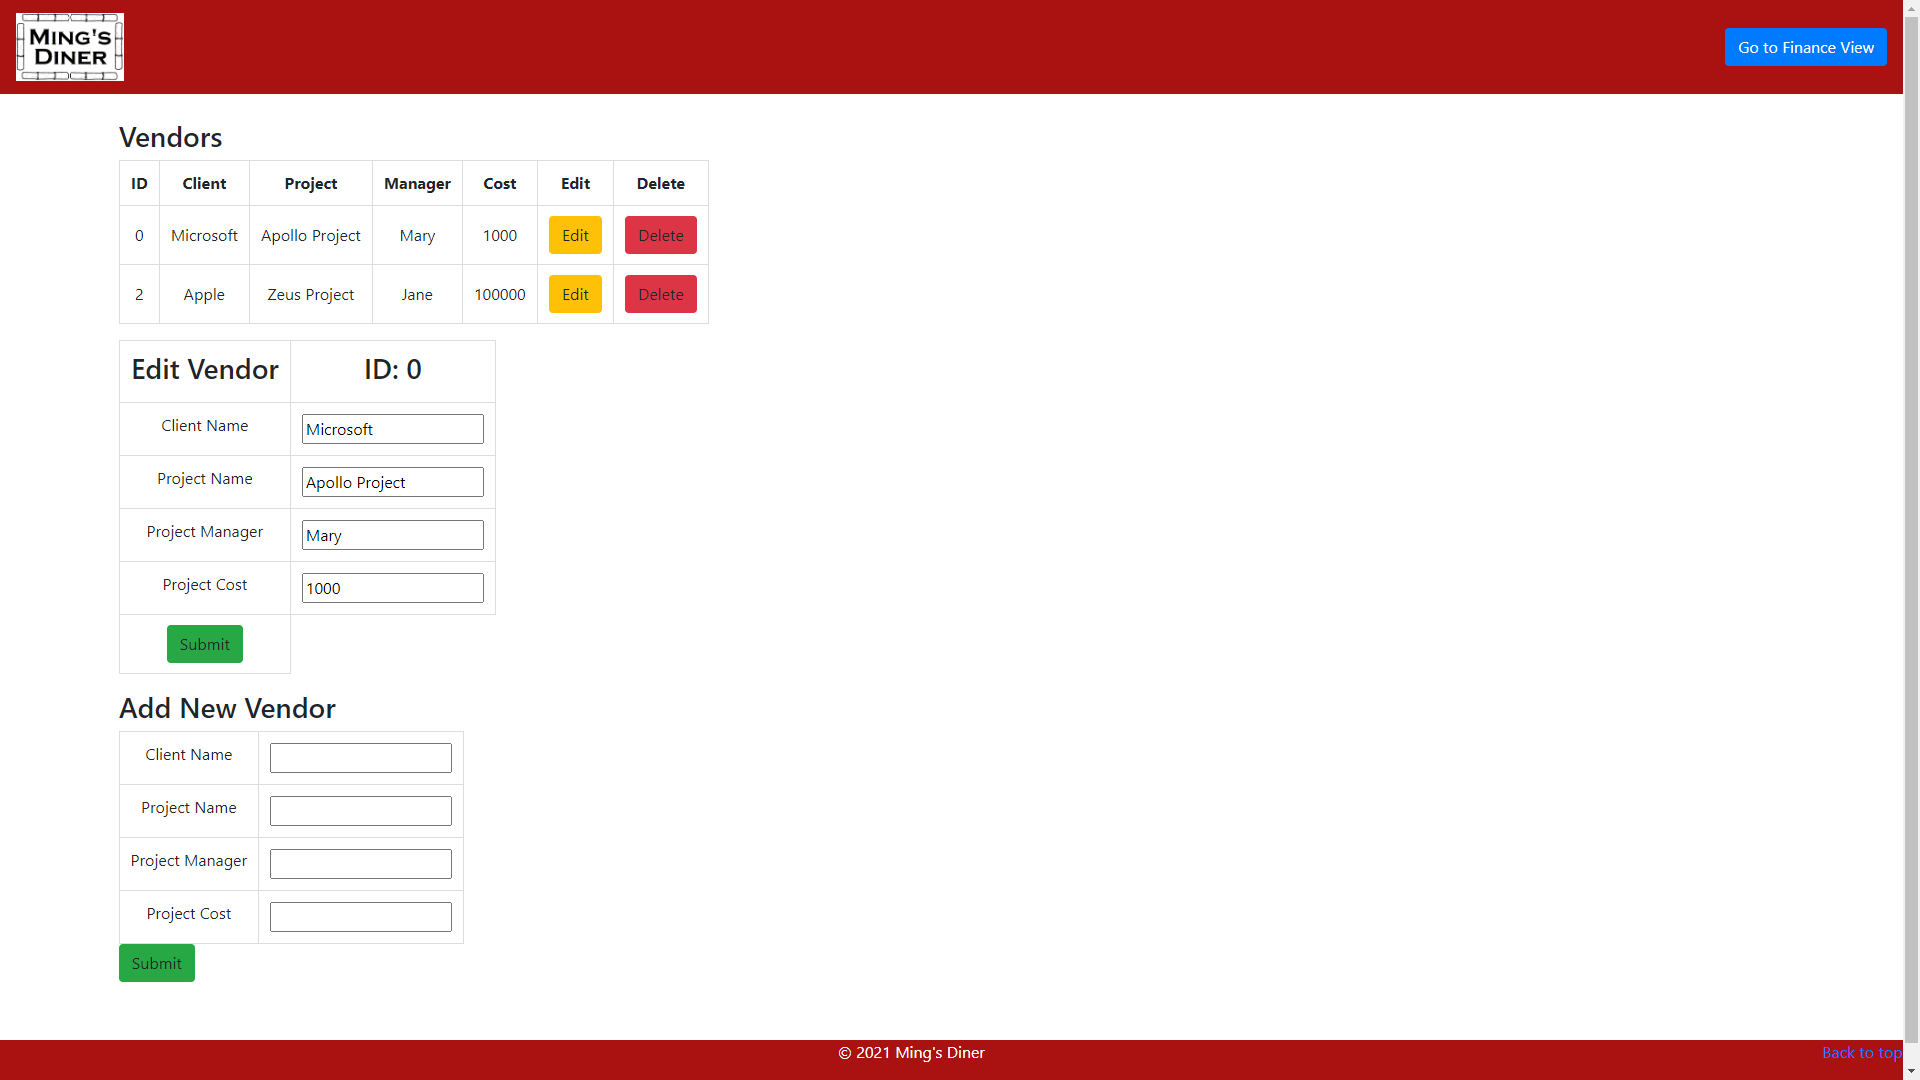 MING'S
DINER
Go to Finance View
Vendors
ID Client Project Manager Cost Edit Delete
0 Microsoft Apollo Project Mary 1000 Edit Delete
2 Apple Zeus Project Jane 100000 Edit Delete
Edit Vendor ID: 0
Client Name Microsoft
Project Name Apollo Project
Project Manager Mary
Project Cost 1000
Submit
Add New Vendor
Client Name
Project Name
Project Manager
Project Cost
Submit
© 2021 Ming's Diner Back to top